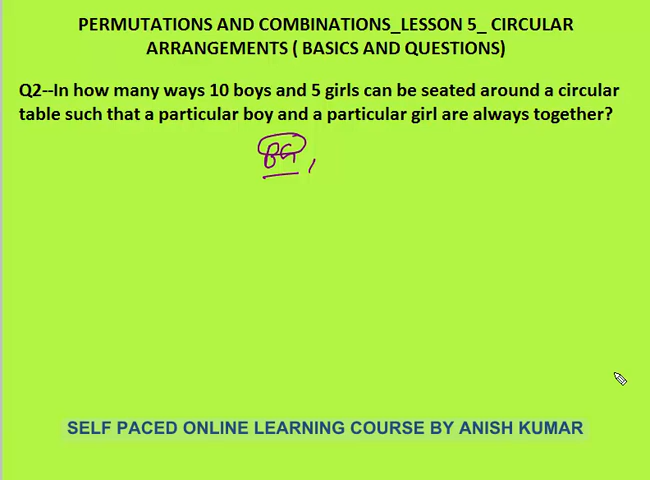 PERMUTATIONS AND COMBINATIONS_LESSON 5_ CIRCULAR
ARRANGEMENTS ( BASICS AND QUESTIONS)
Q2--In how many ways 10 boys and 5 girls can be seated around a circular
table such that a particular boy and a particular girl are always together?
BG ,
SELF PACED ONLINE LEARNING COURSE BY ANISH KUMAR